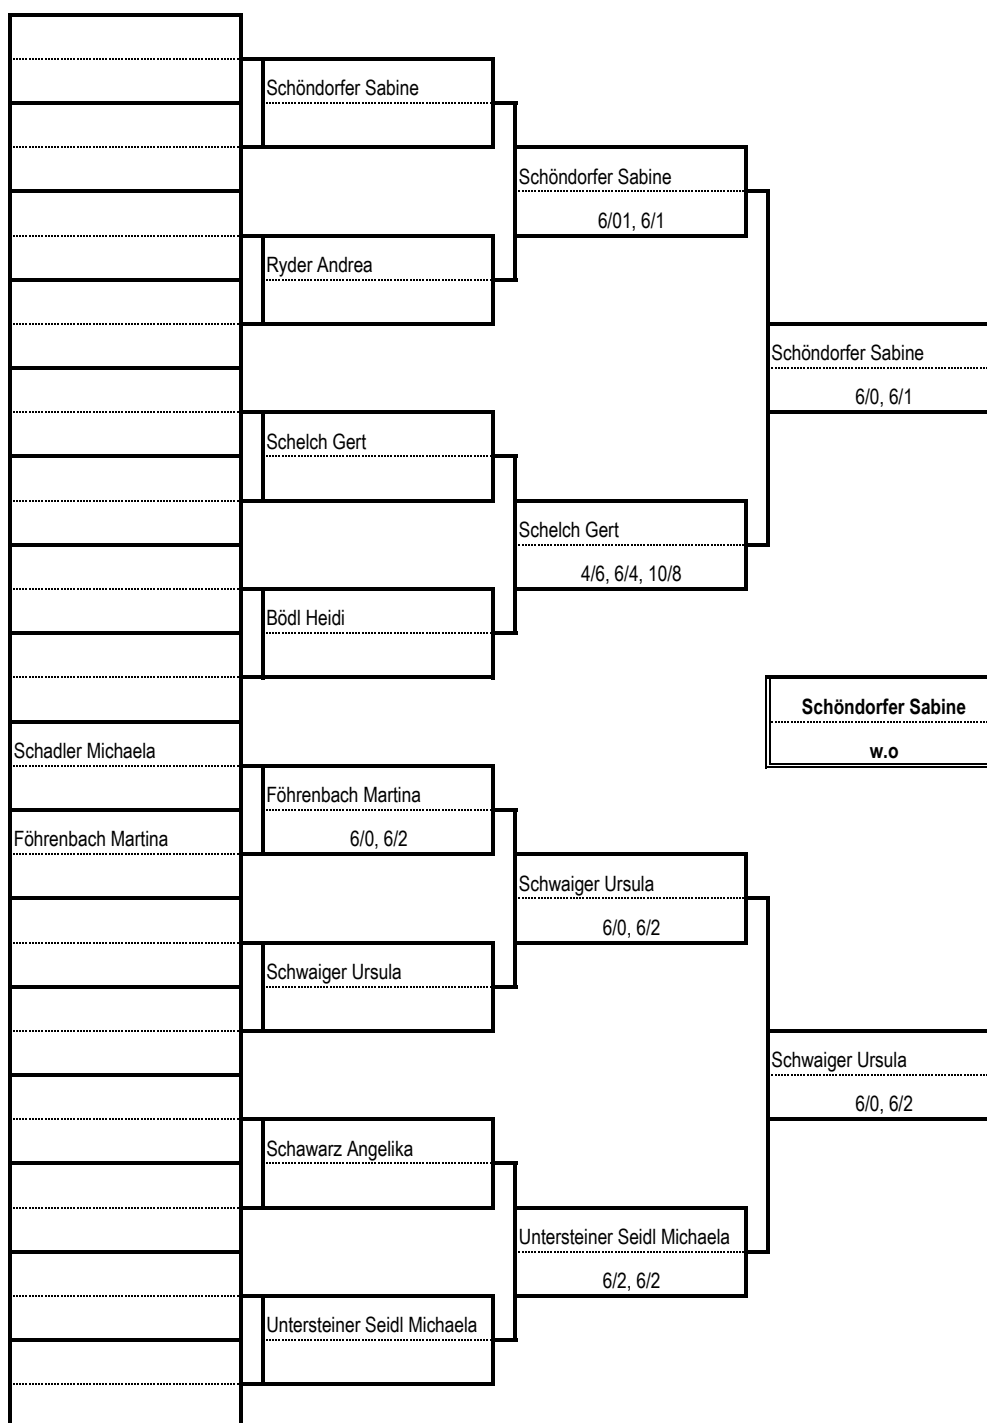 Schöndorfer Sabine
Schöndorfer Sabine
6/01, 6/1
Ryder Andrea
Schöndorfer Sabine
6/0, 6/1
Schelch Gert
Schelch Gert
4/6, 6/4, 10/8
Bödl Heidi
Schöndorfer Sabine
w.o
Schadler Michaela
Föhrenbach Martina
Föhrenbach Martina
6/0, 6/2
Schwaiger Ursula
6/0, 6/2
Schwaiger Ursula
Schwaiger Ursula
6/0, 6/2
Schawarz Angelika
Untersteiner Seidl Michaela
6/2, 6/2
Untersteiner Seidl Michaela